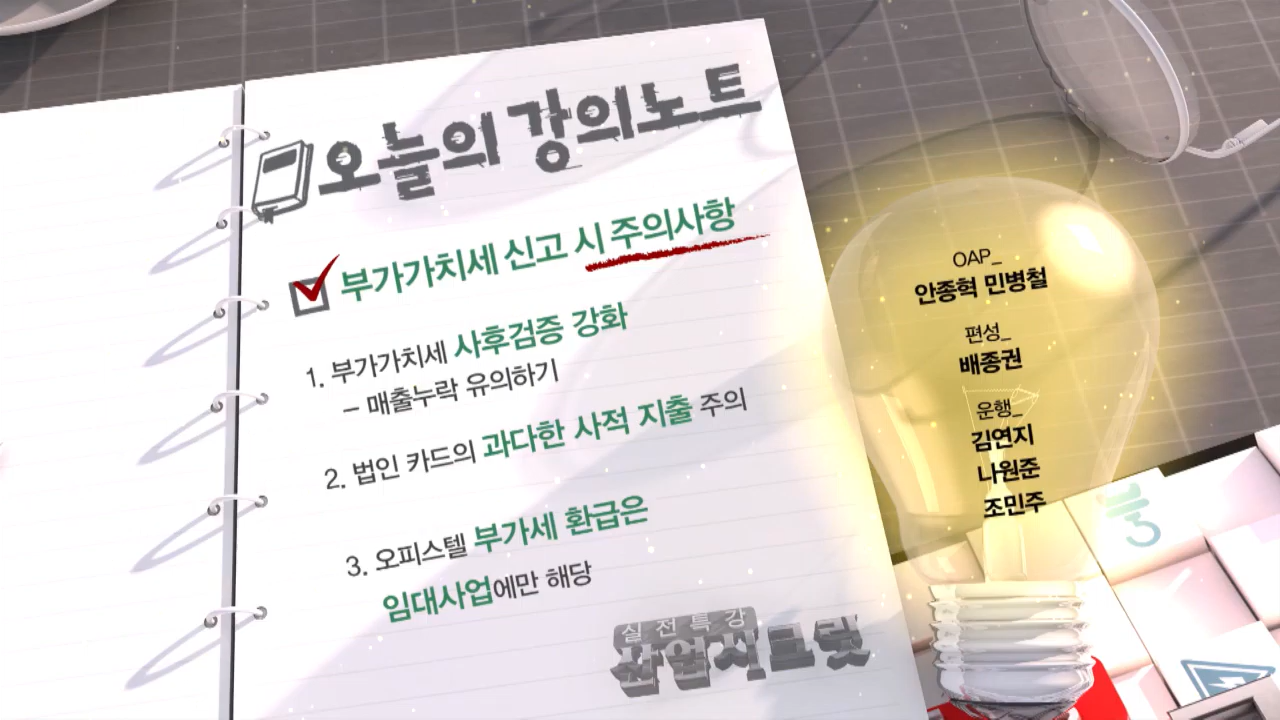 오늘의 강의노트
부가가치세 신고 시 주의사항
1. 부가가치세 사후검증 강화
- 매출누락 유의하기
2. 법인 카드의 과다한 사적 지출 주의
3. 오피스텔 부가세 환급은
임대사업에만 해당
실전특강
사업시크릿
OAP_
안종혁 민병철
편성_
배종권
운행_
김연지
나원준
조민주